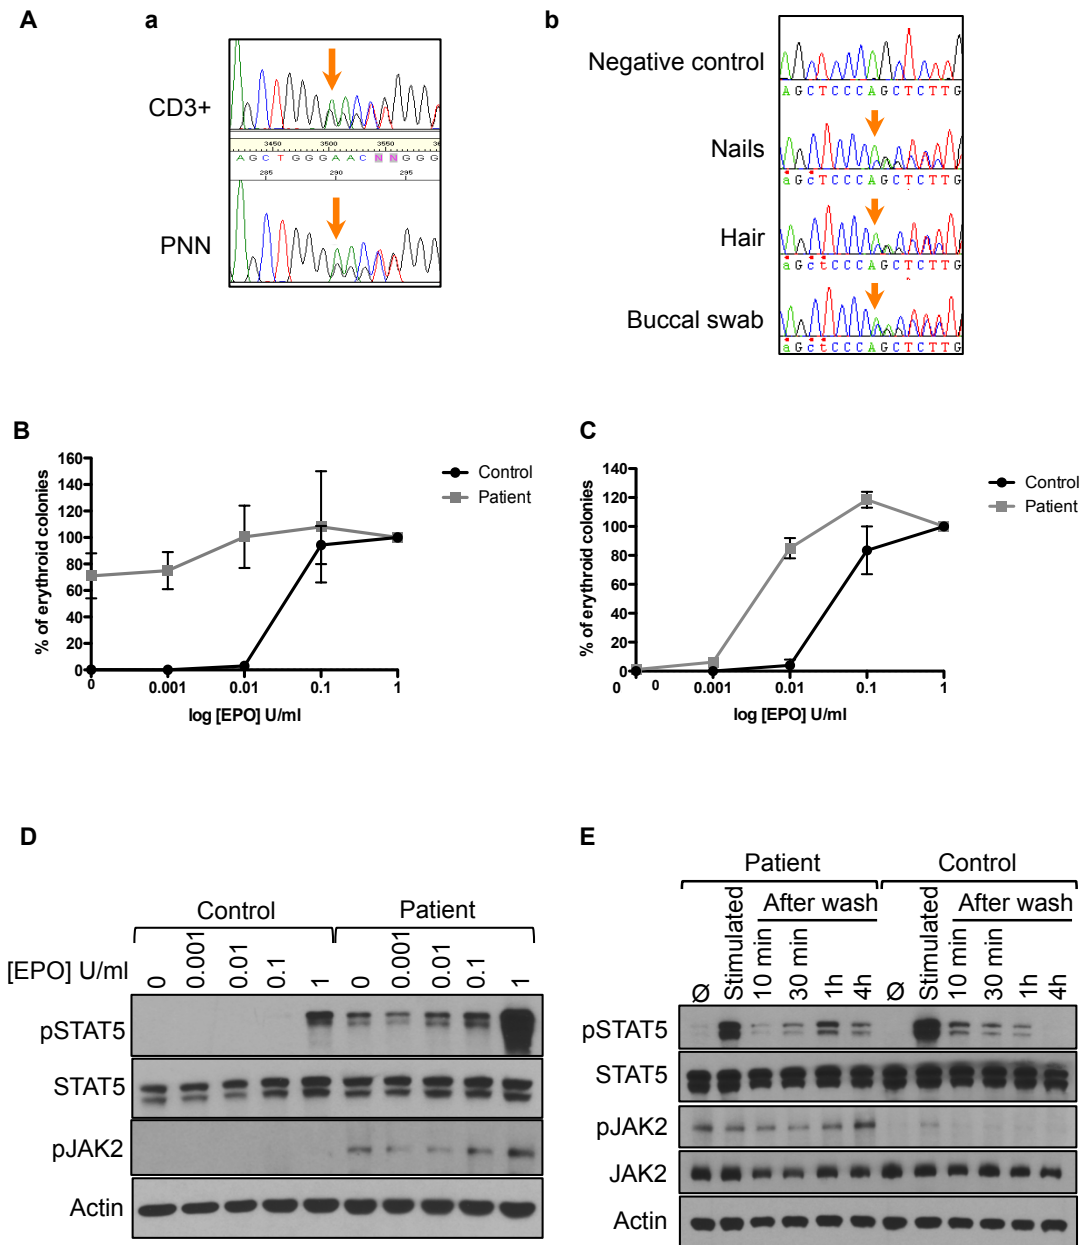 A
a
b
CD3+
3450 3500 3550
AGCTGGGAACNNGGG
285 290 295
PNN
Negative control
AGCTCCCAGCTCTTG
Nails
aGcTCCCAGCTCTTG
Hair
aGctCCCAGCTCTTG
Buccal swab
aGctCCCAGCTCTTG
B
% of erythroid colonies
160
140
120
100
80
60
40
20
0
0 0.001 0.01 0.1 1
log [EPO] U/ml
Control
Patient
C
% of erythroid colonies
140
120
100
80
60
40
20
0
0 0 0.001 0.01 0.1 1
log [EPO] U/ml
Control
Patient
D
Control Patient
[EPO] U/ml 0 0.001 0.01 0.1 1 0 0.001 0.01 0.1 1
pSTAT5
STAT5
pJAK2
Actin
E
Patient Control
After wash After wash
Ø Stimulated 10 min 30 min 1h 4h Ø Stimulated 10 min 30 min 1h 4h
pSTAT5
STAT5
pJAK2
JAK2
Actin